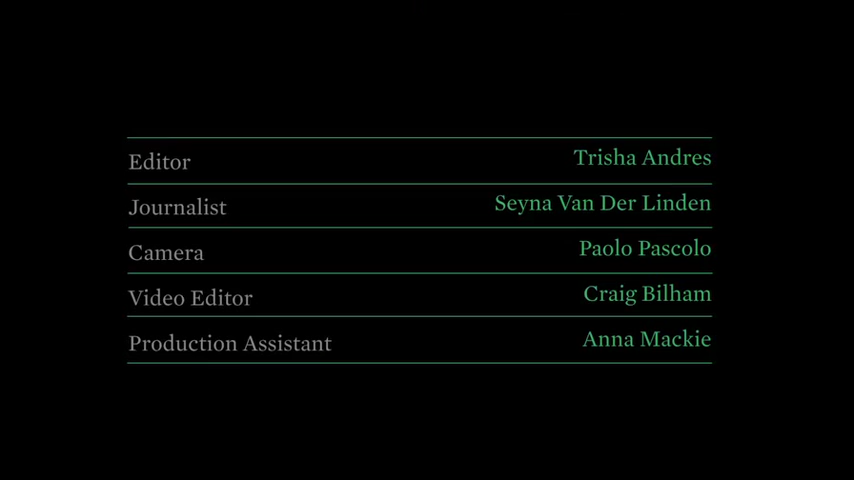 Editor Trisha Andres
Journalist Seyna Van Der Linden
Camera Paolo Pascolo
Video Editor Craig Bilham
Production Assistant Anna Mackie